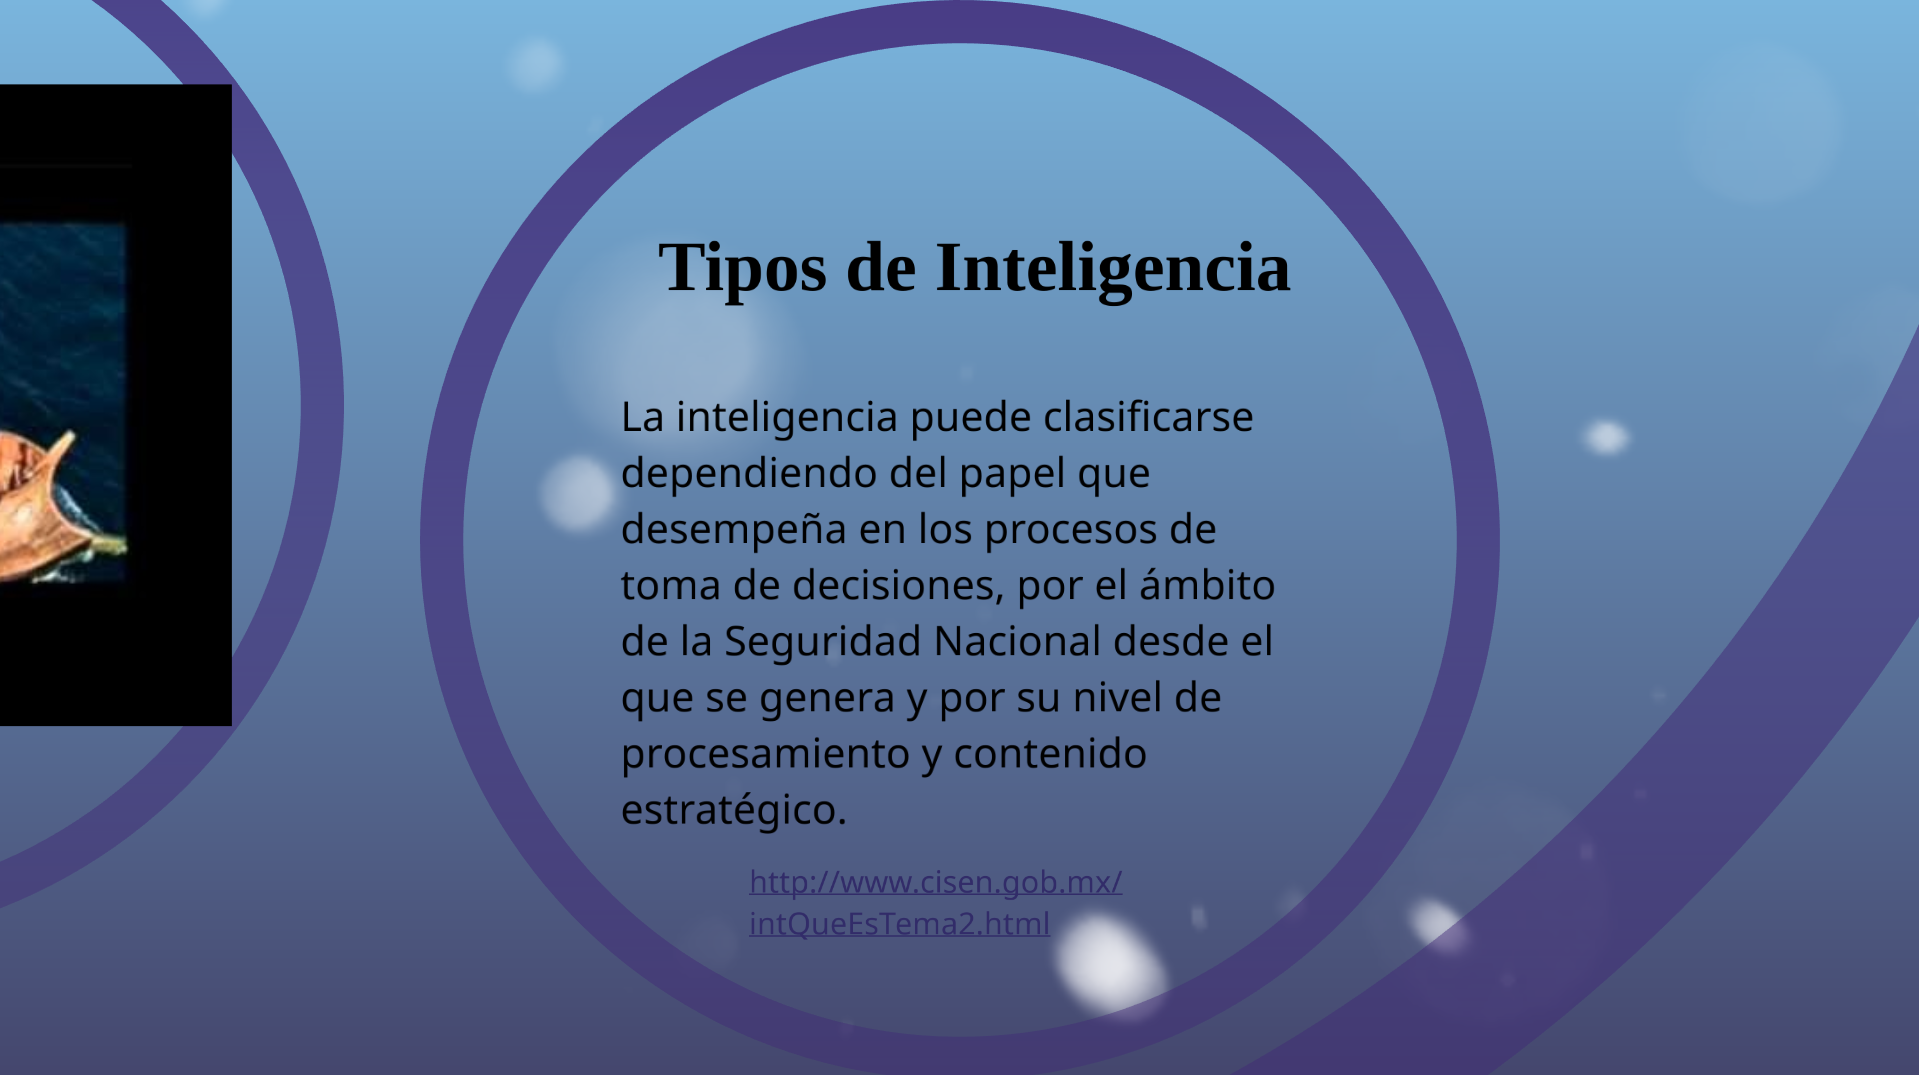 Tipos de Inteligencia
La inteligencia puede clasificarse
dependiendo del papel que
desempeña en los procesos de
toma de decisiones, por el ámbito
de la Seguridad Nacional desde el
que se genera y por su nivel de
procesamiento y contenido
estratégico.
http://www.cisen.gob.mx/
intQueEsTema2.html